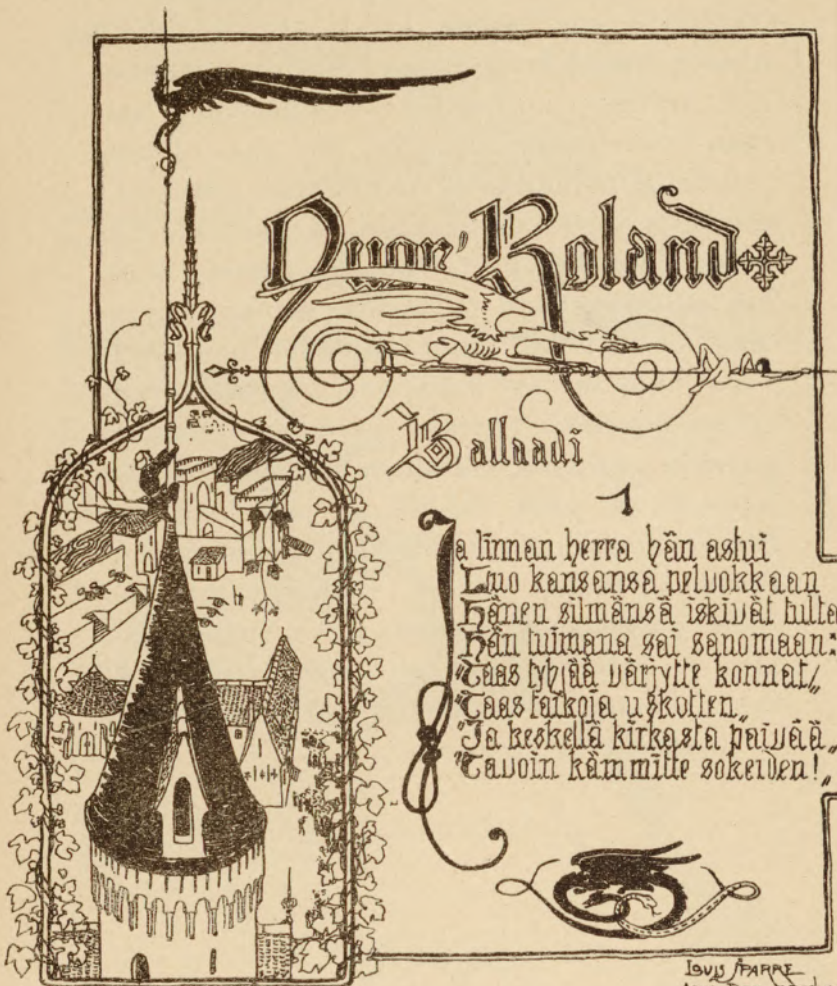 Nuor' Roland
Ballaadi
1
Ja linnan herra hän astui
Luo kansansa pelvokkaan
Hänen silmänsä iskivät tulta
Hän tuimana sai sanomaan:
"Taas tyhjää värjytte konnat,,
"Taas taikoja uskotten,,
"Ja keskellä kirkasta paivää,,
"Tavoin kämmitte sokeiden!,,
LOUIS SPARRE